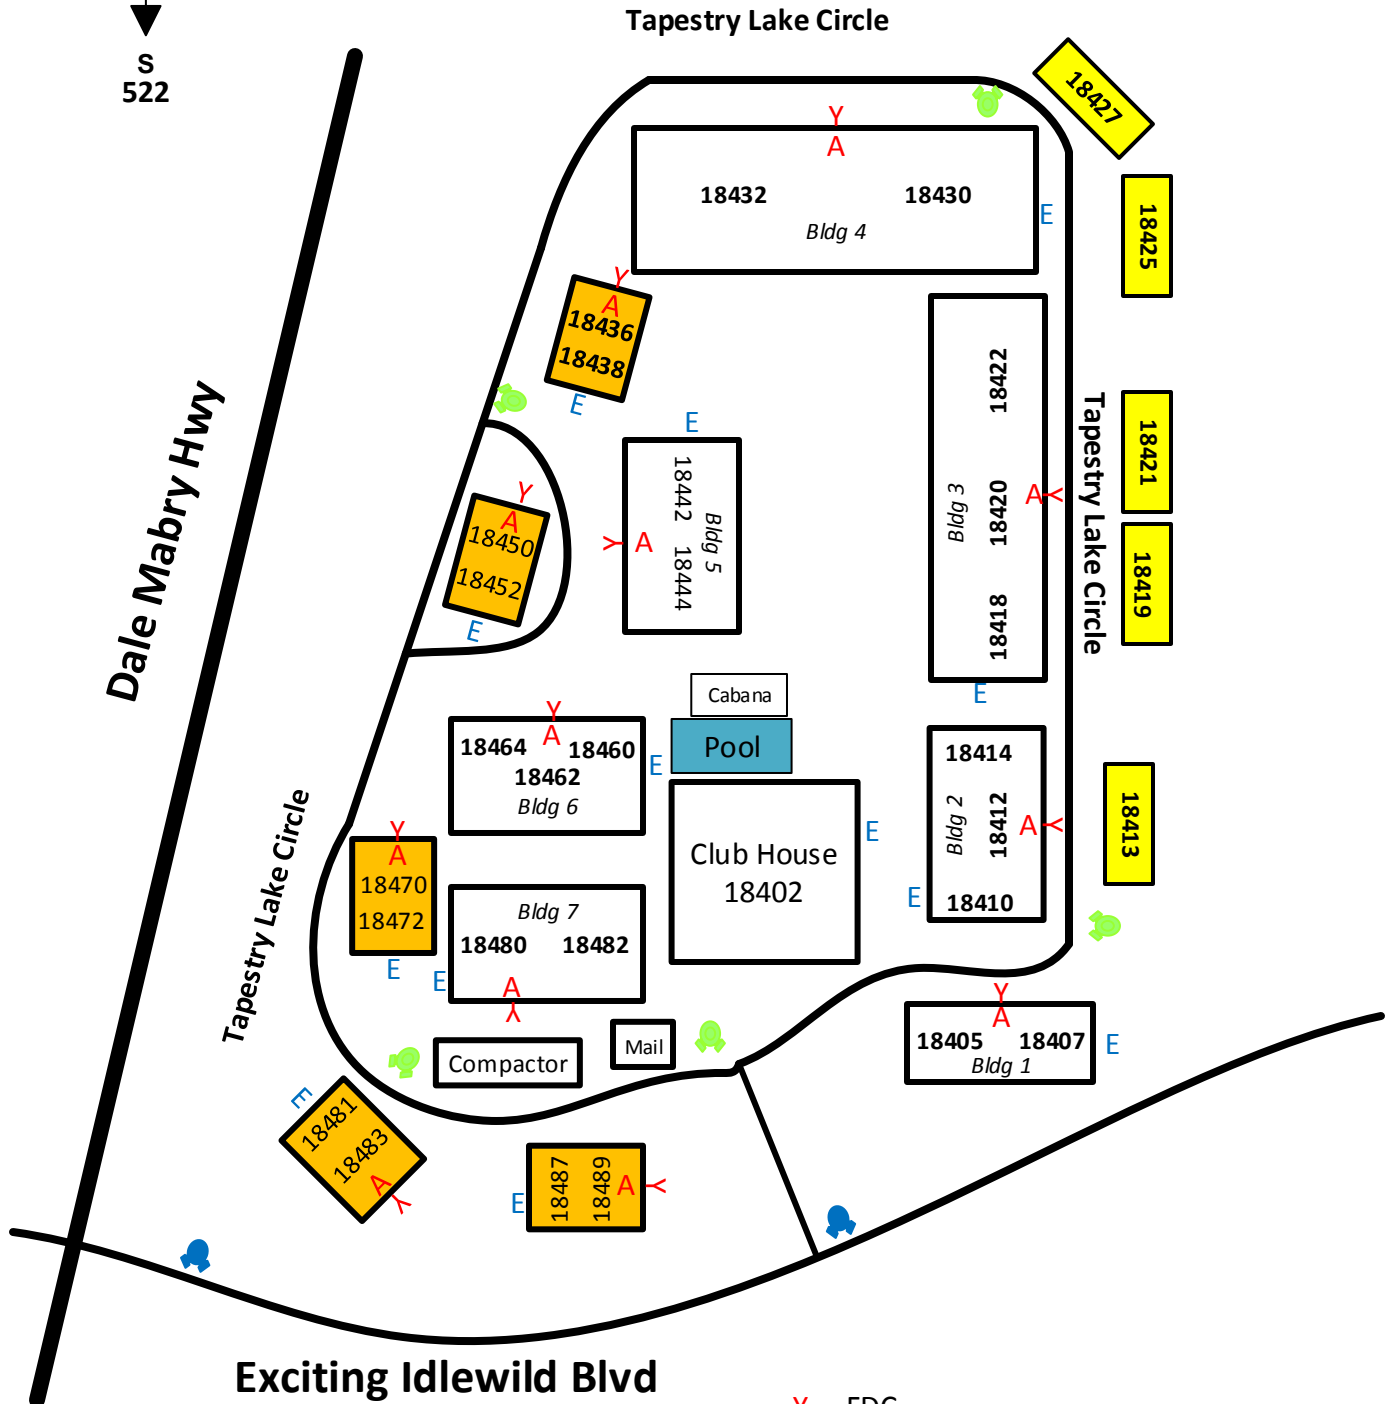 Tapestry Lake Circle
S
522
18427
Y
A
18432 18430
Bldg 4
E
18425
Y
A
18436
18438
E
18422
18420
18418
Bldg 3
A Y
E
Tapestry Lake Circle
18421
18419
Dale Mabry Hwy
E
18442 18444
Bldg 5
Y A
Y
A
18450
18452
E
Cabana
Pool
Y
A
18464 18460
18462
Bldg 6
E
18414
18412
Bldg 2
A Y
18410
E
18413
Club House
18402
E
Tapestry Lake Circle
Y
A
18470
18472
E
Bldg 7
18480 18482
E
A
Y
Mail
Compactor
Y
A
18405 18407
Bldg 1
E
E
18481
18483
A
Y
18487
18489
A Y
E
Exciting Idlewild Blvd
Y FDC